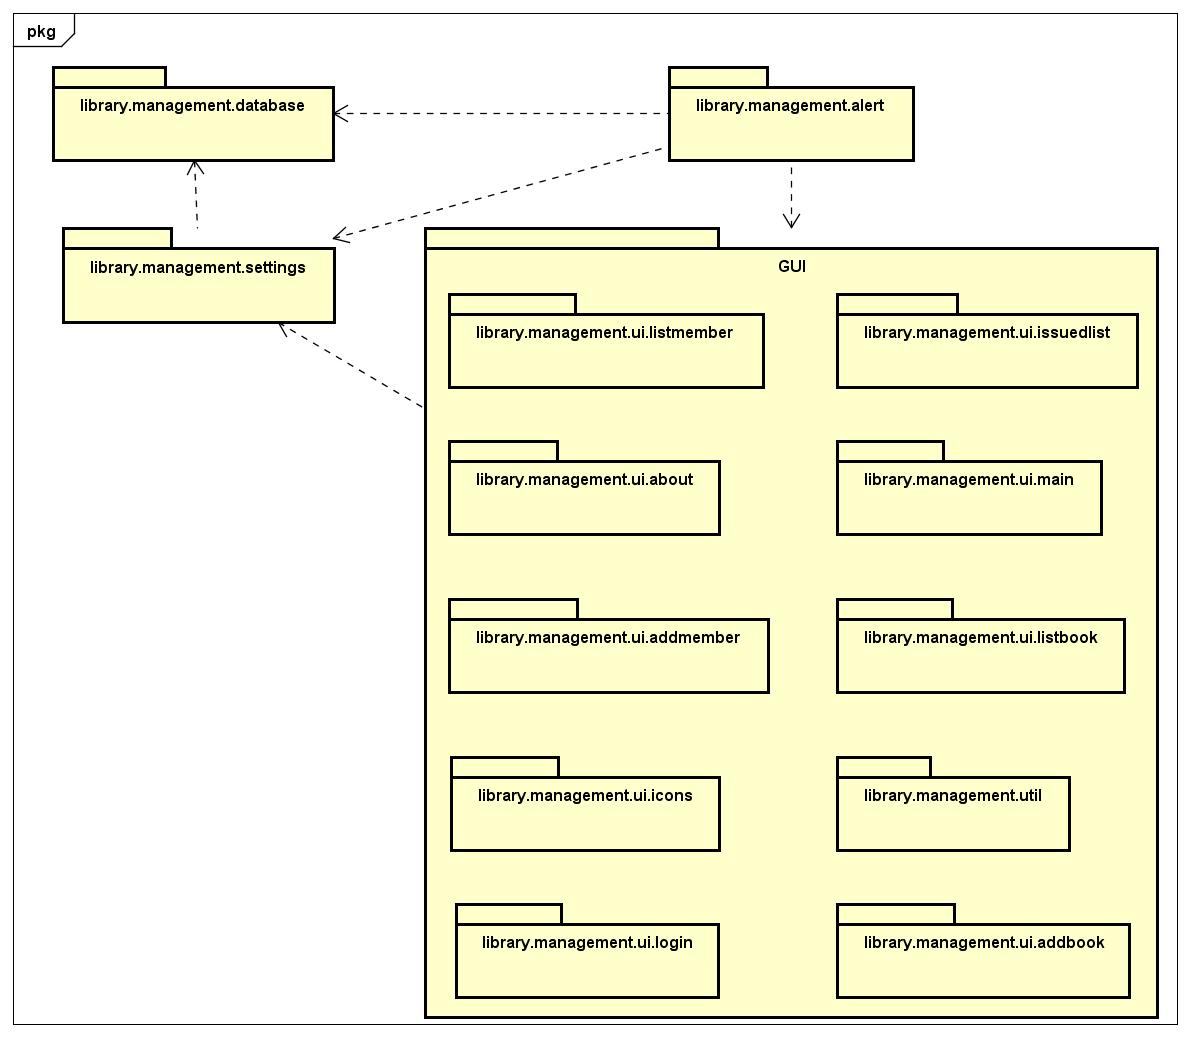 pkg
library.management.database
library.management.alert
library.management.settings
GUI
library.management.ui.listmember
library.management.ui.issuedlist
library.management.ui.about
library.management.ui.main
library.management.ui.addmember
library.management.ui.listbook
library.management.ui.icons
library.management.util
library.management.ui.login
library.management.ui.addbook